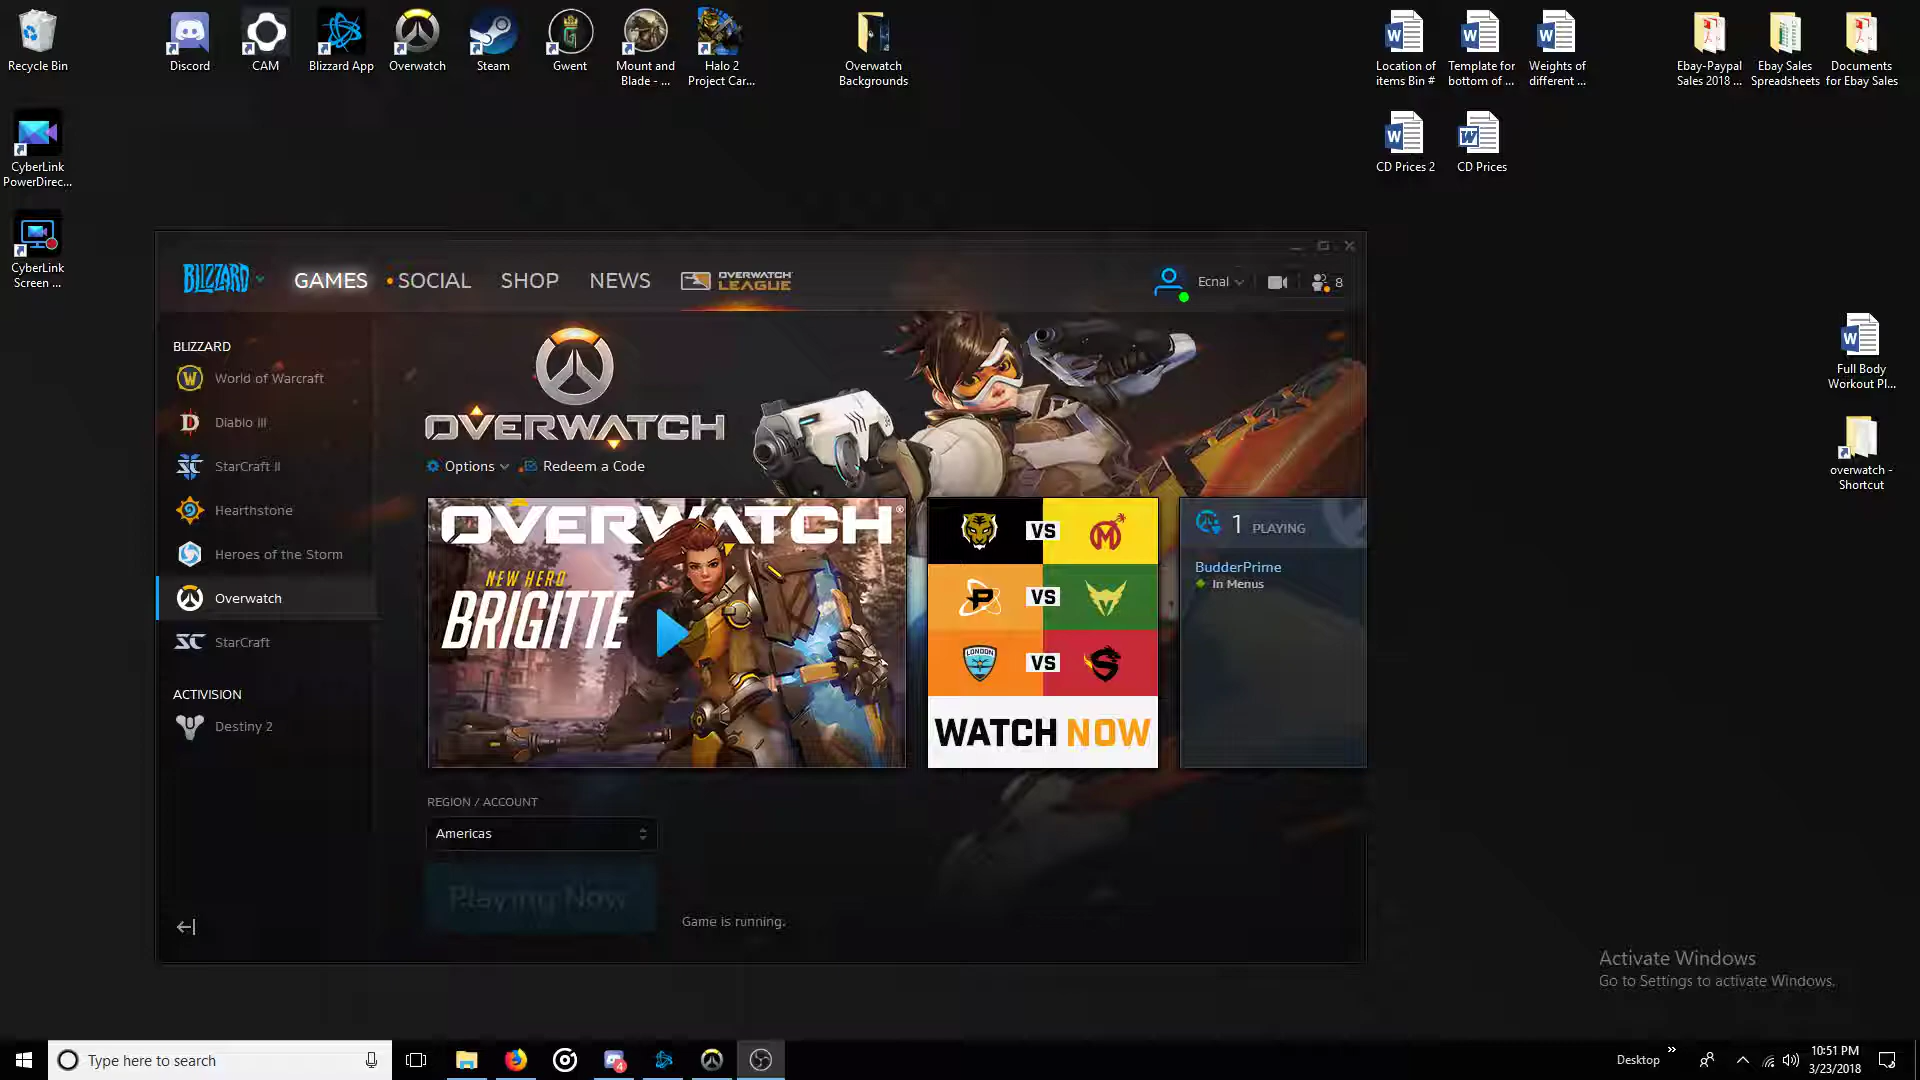 Recycle Bin
Discord
CAM
Blizzard App
Overwatch
Steam
Gwent
Mount and
Blade - ...
Halo 2
Project Car...
Overwatch
Backgrounds
Location of
items Bin #
Template for
bottom of ...
Weights of
different ...
Ebay-Paypal
Sales 2018 ...
Ebay Sales
Spreadsheets
Documents
for Ebay Sales
CyberLink
PowerDirec...
CD Prices 2
CD Prices
CyberLink
Screen ...
Full Body
Workout Pl...
overwatch -
Shortcut
BLIZZARD
GAMES
SOCIAL
SHOP
NEWS
OVERWATCH
LEAGUE
Ecnal
8
BLIZZARD
World of Warcraft
Diablo III
StarCraft II
Hearthstone
Heroes of the Storm
Overwatch
StarCraft
ACTIVISION
Destiny 2
OVERWATCH
Options
Redeem a Code
OVERWATCH®
NEW HERO
BRIGITTE
VS
VS
LONDON
VS
WATCH NOW
1 PLAYING
BudderPrime
In Menus
REGION / ACCOUNT
Americas
Playing Now
Game is running.
Activate Windows
Go to Settings to activate Windows.
Type here to search
4
Desktop
10:51 PM
3/23/2018